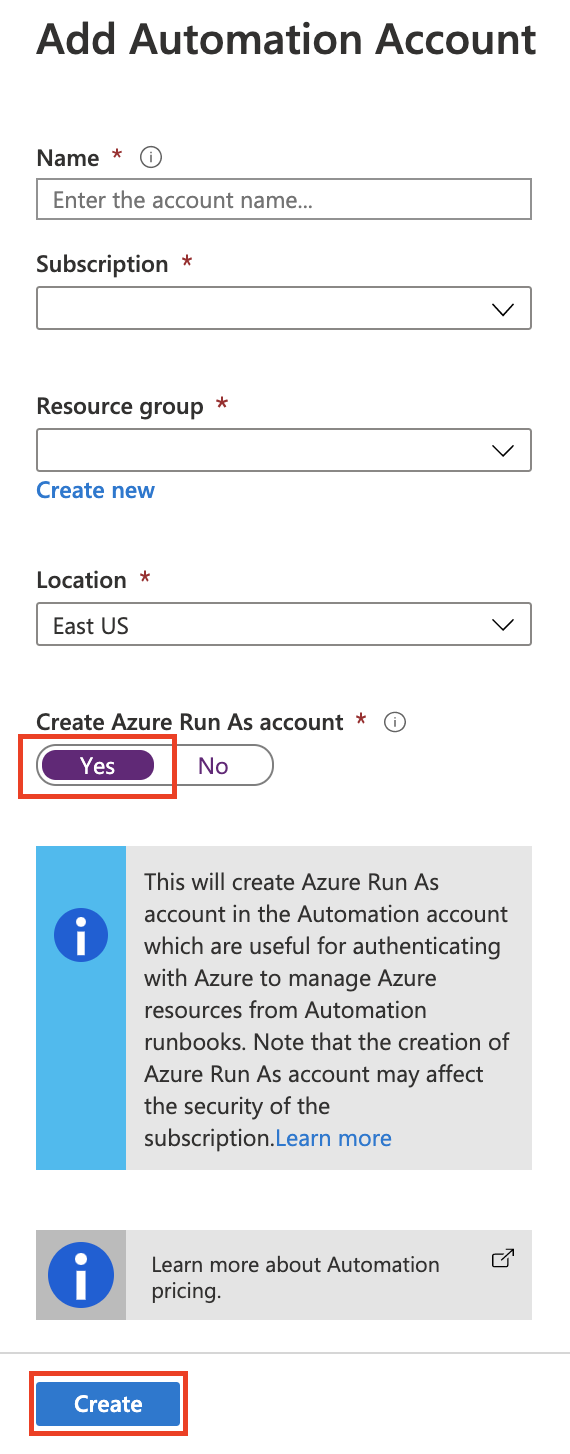 Add Automation Account
Name *
Enter the account name...
Subscription *
Resource group *
Create new
Location *
East US
Create Azure Run As account *
Yes No
This will create Azure Run As
account in the Automation account
which are useful for authenticating
with Azure to manage Azure
resources from Automation
runbooks. Note that the creation of
Azure Run As account may affect
the security of the
subscription.Learn more
Learn more about Automation
pricing.
Create